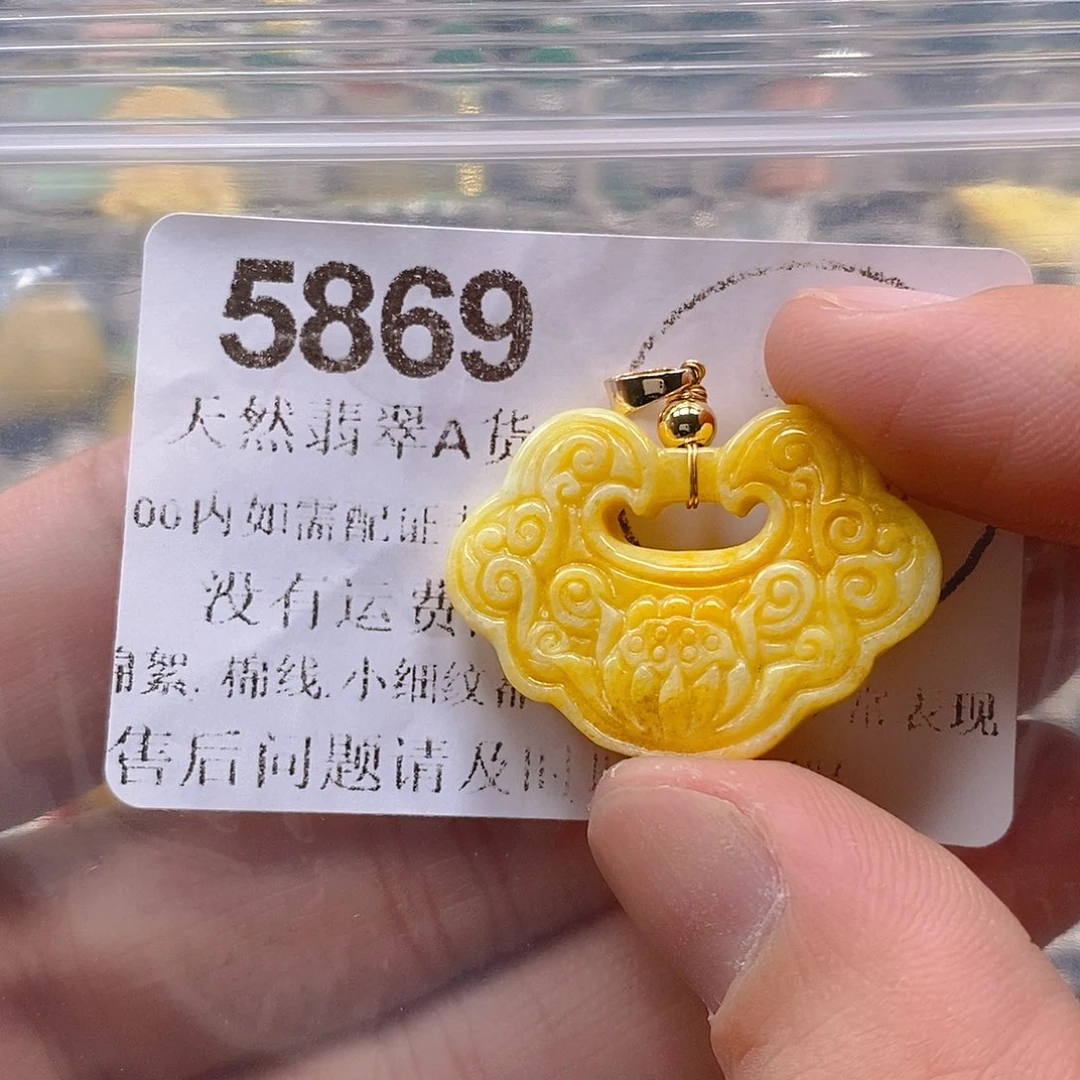 5869
天然翡翠A货
00内如需配证
没有运费
棉絮. 棉线. 小细纹 表现
售后问题请及时